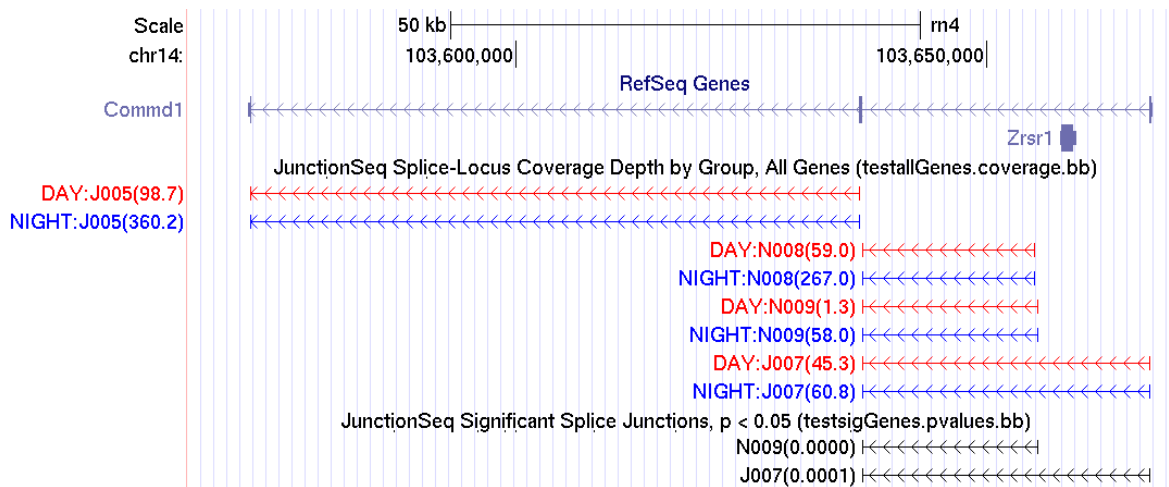 Scale 50 kb rn4
chr14: 103,600,000 103,650,000
RefSeq Genes
Commd1
Zrsr1
JunctionSeq Splice-Locus Coverage Depth by Group, All Genes (testallGenes.coverage.bb)
DAY:J005(98.7)
NIGHT:J005(360.2)
DAY:N008(59.0)
NIGHT:N008(267.0)
DAY:N009(1.3)
NIGHT:N009(58.0)
DAY:J007(45.3)
NIGHT:J007(60.8)
JunctionSeq Significant Splice Junctions, p < 0.05 (testsigGenes.pvalues.bb)
N009(0.0000)
J007(0.0001)